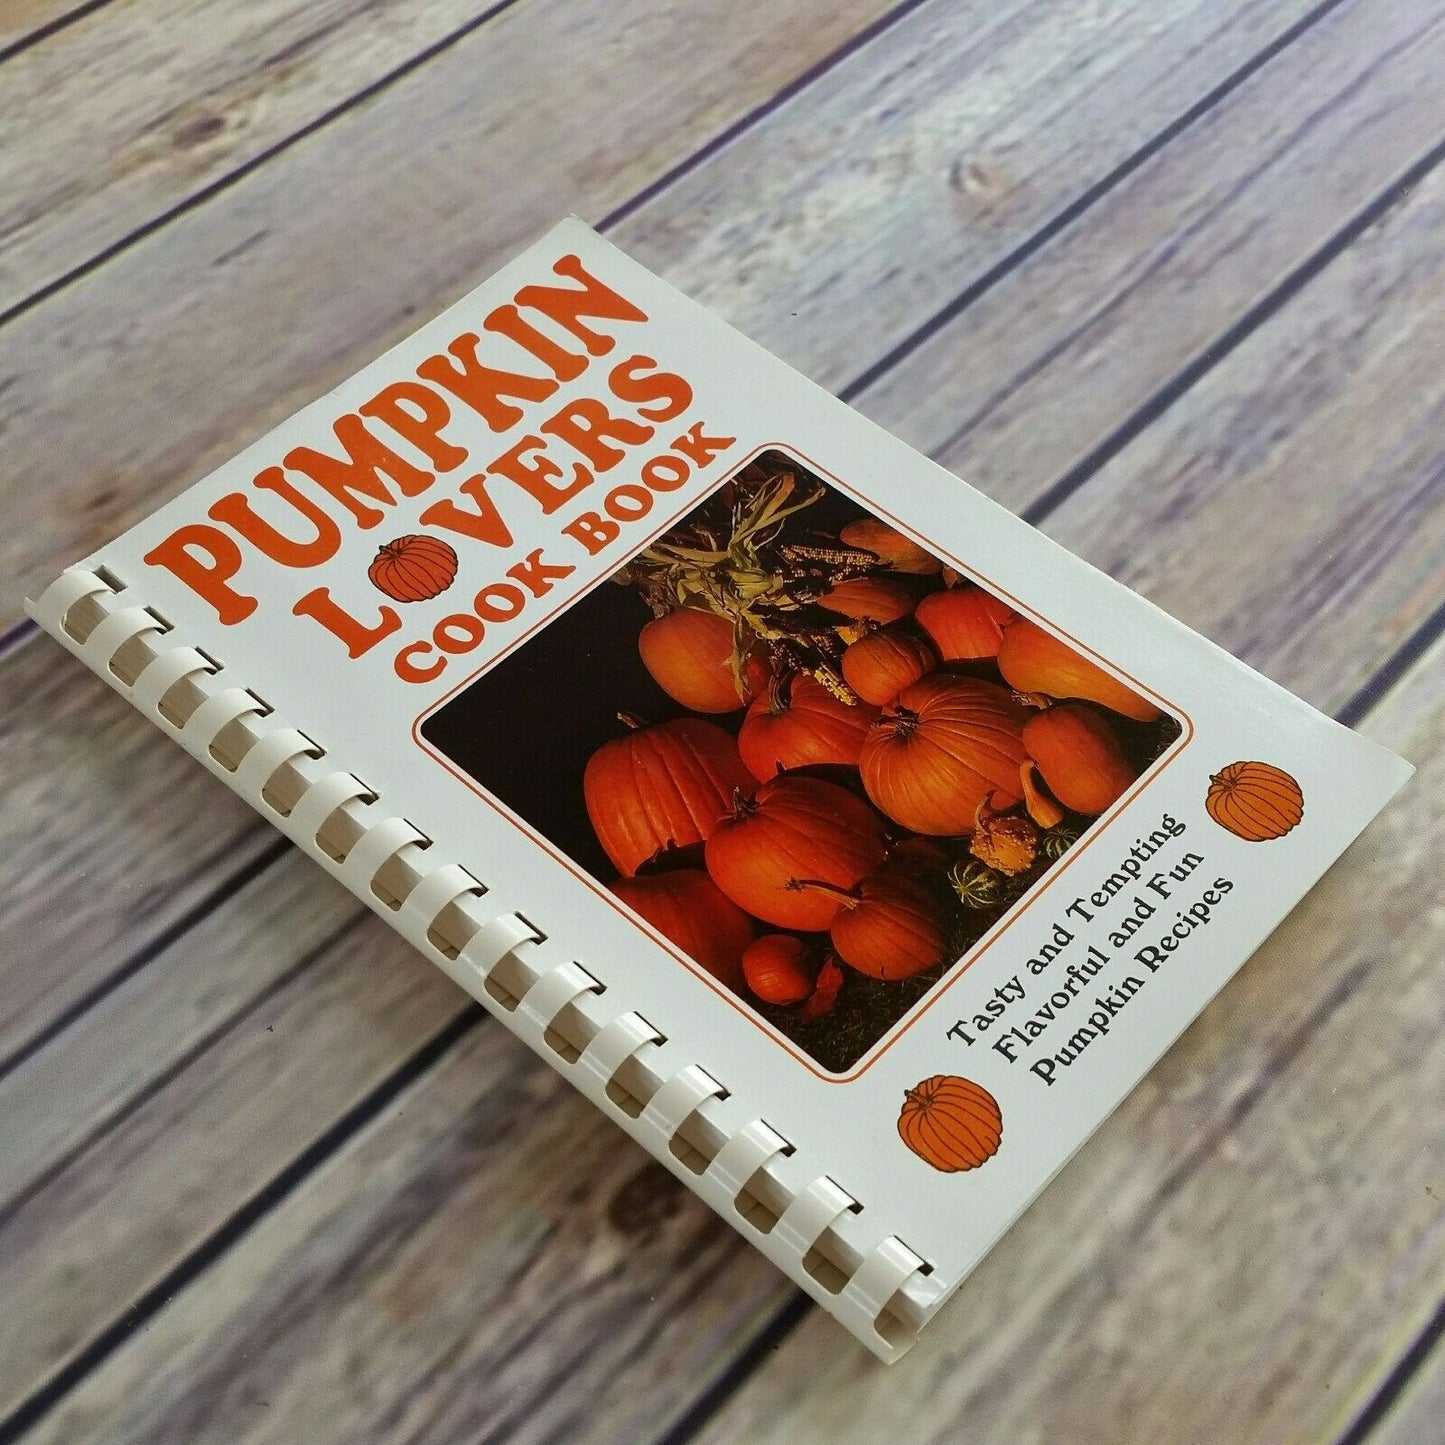 PUMPKIN
LOVERS
COOK BOOK
Tasty and Tempting
Flavorful and Fun
Pumpkin Recipes